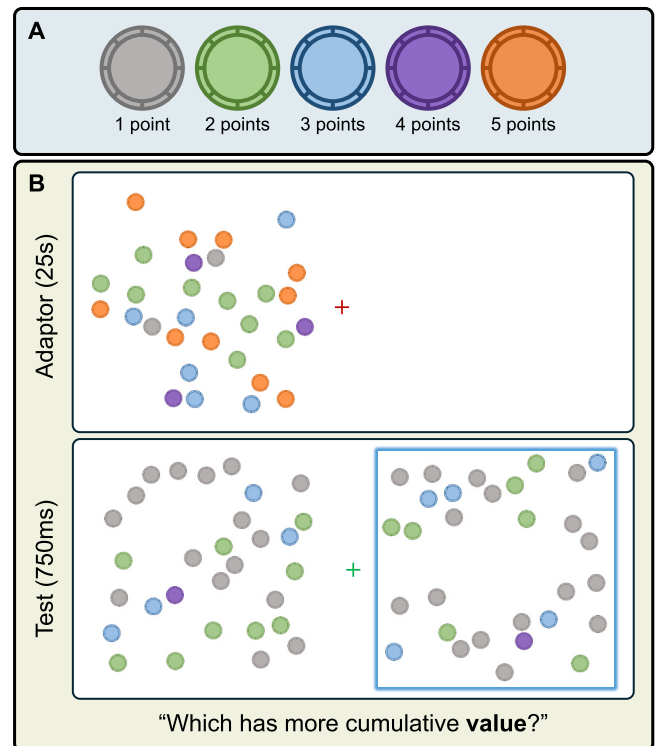 A
1 point 2 points 3 points 4 points 5 points
B
Adaptor (25s)
Test (750ms)
“Which has more cumulative value?”